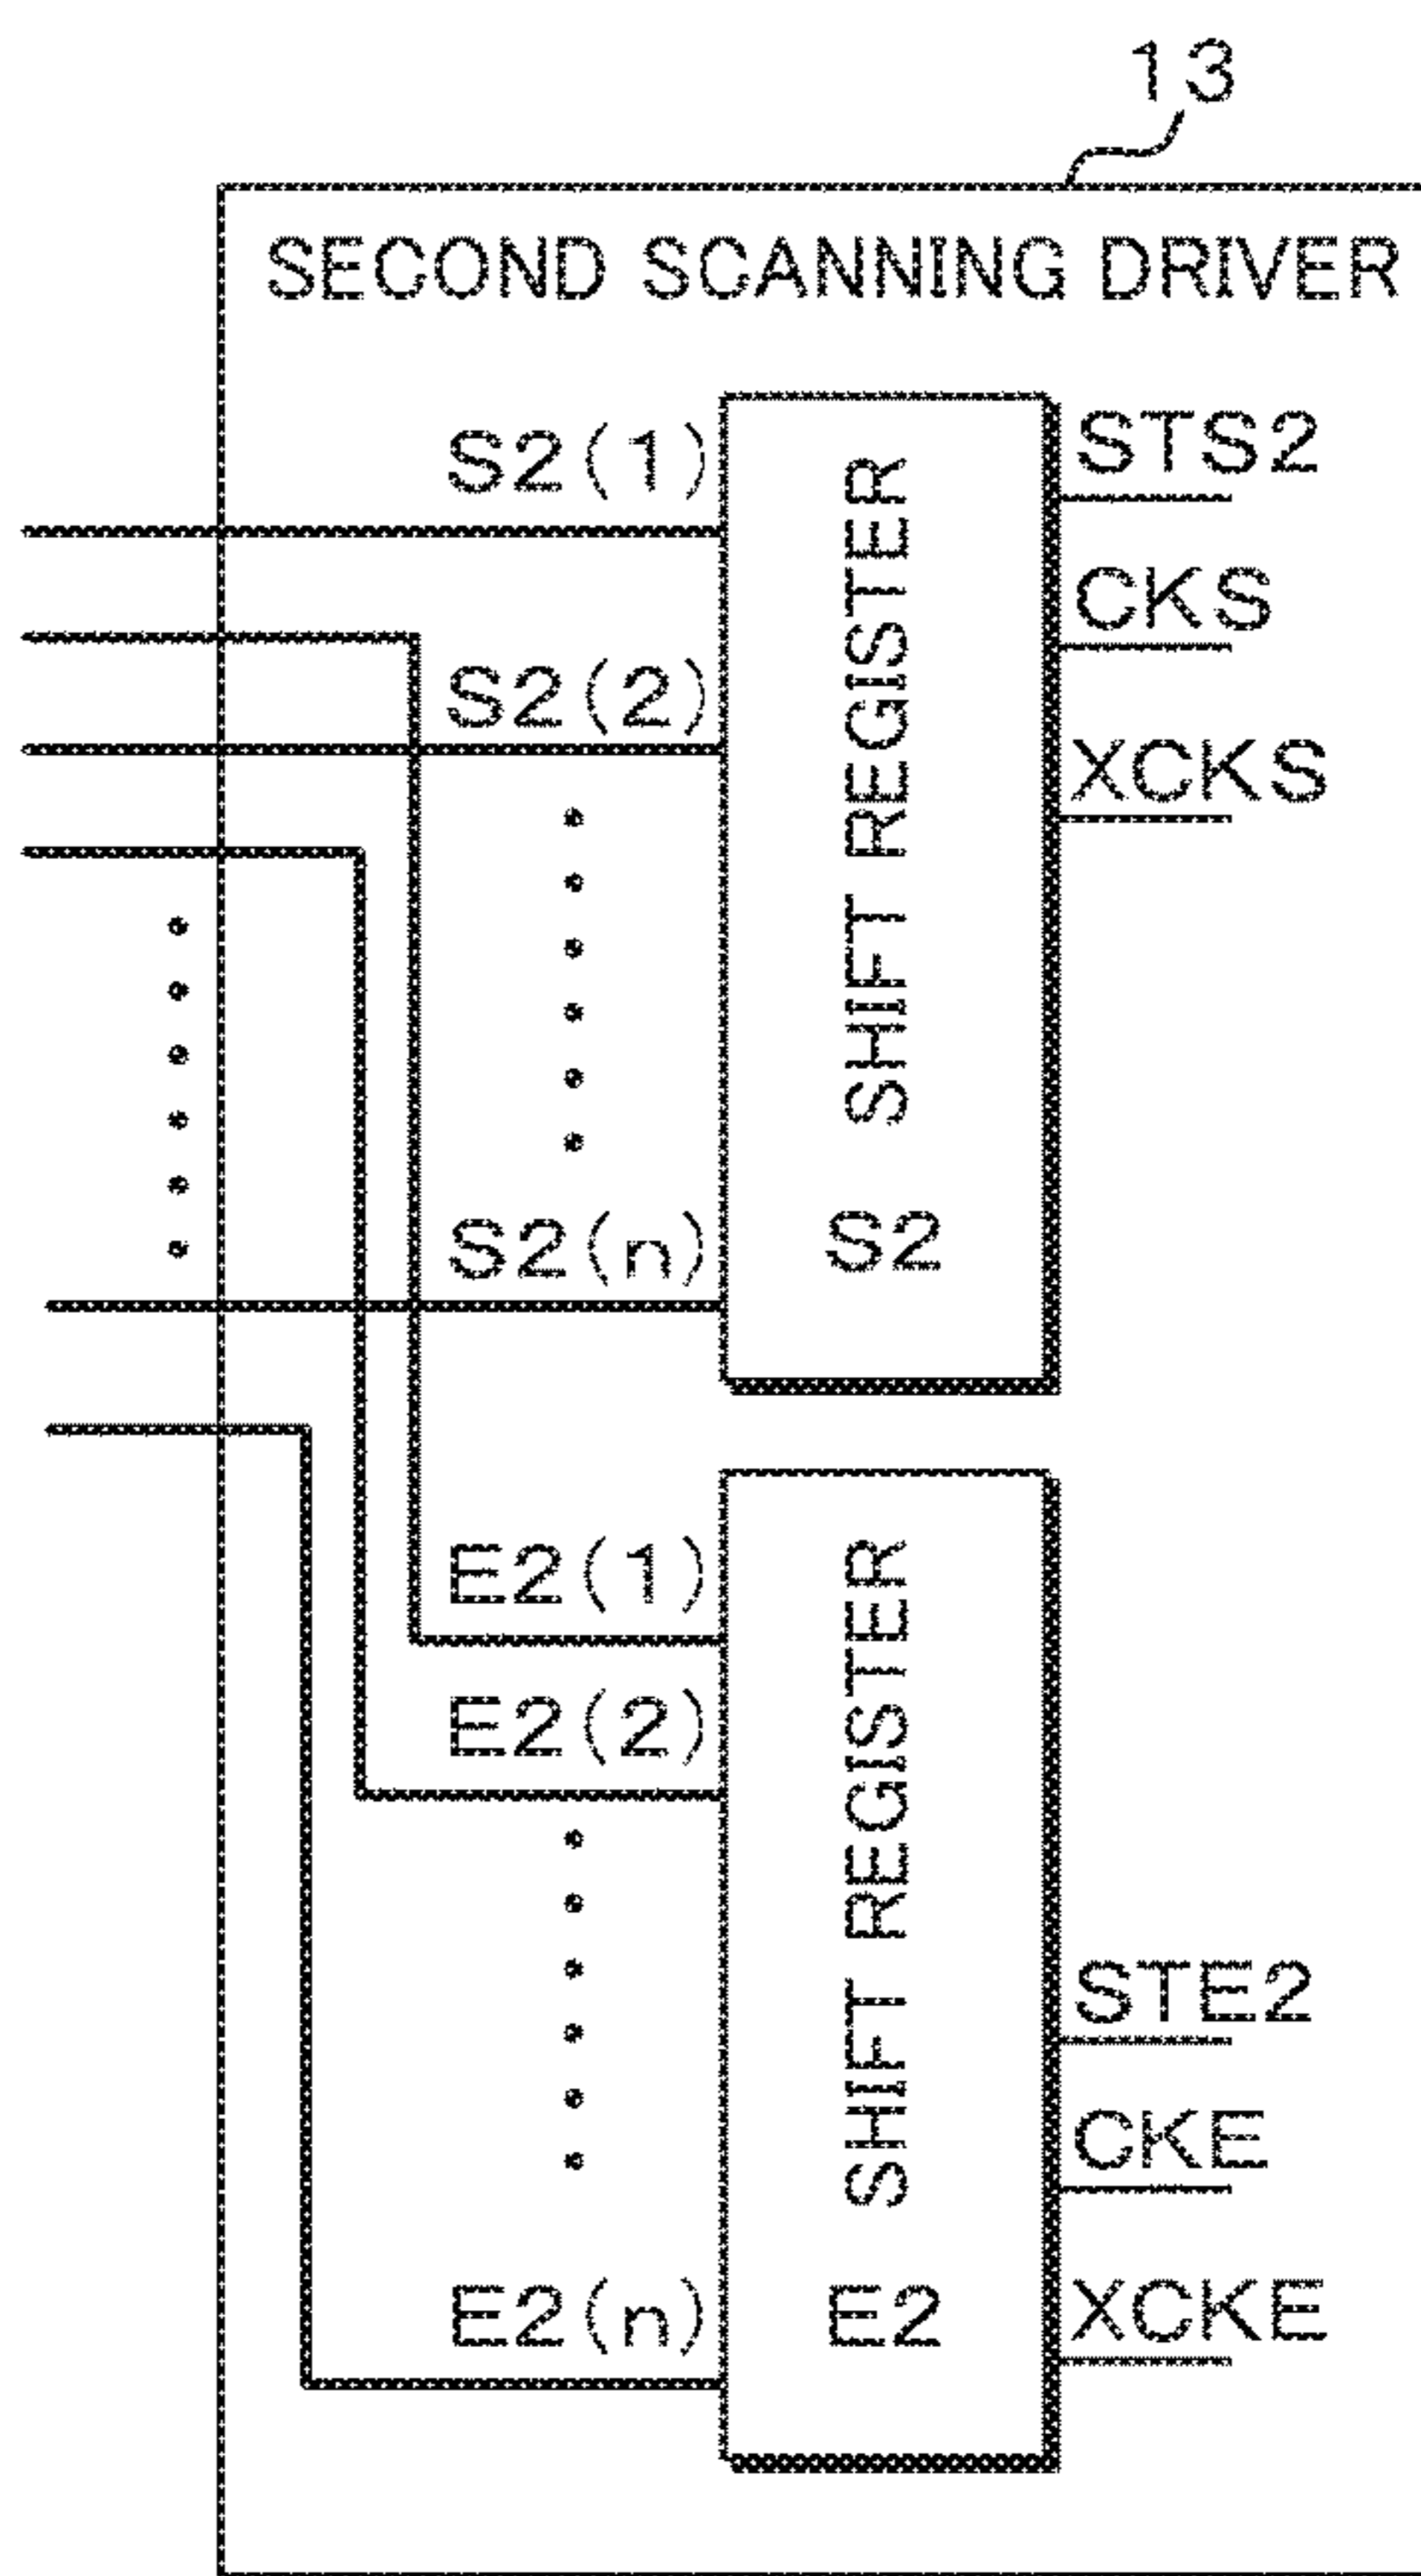 13
SECOND SCANNING DRIVER
S2(1)
S2(2)
S2(n)
SHIFT REGISTER
S2
STS2
CKS
XCKS
E2(1)
E2(2)
E2(n)
SHIFT REGISTER
E2
STE2
CKE
XCKE